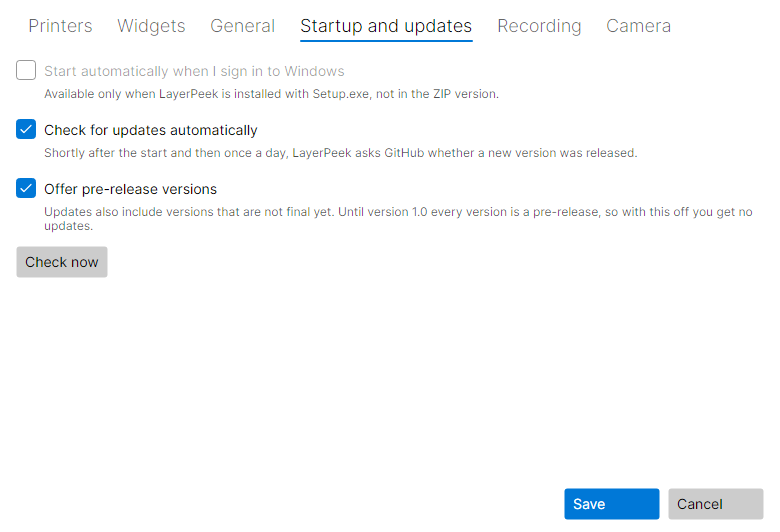 Printers Widgets General Startup and updates Recording Camera
Start automatically when I sign in to Windows
Available only when LayerPeek is installed with Setup.exe, not in the ZIP version.
Check for updates automatically
Shortly after the start and then once a day, LayerPeek asks GitHub whether a new version was released.
Offer pre-release versions
Updates also include versions that are not final yet. Until version 1.0 every version is a pre-release, so with this off you get no
updates.
Check now
Save Cancel